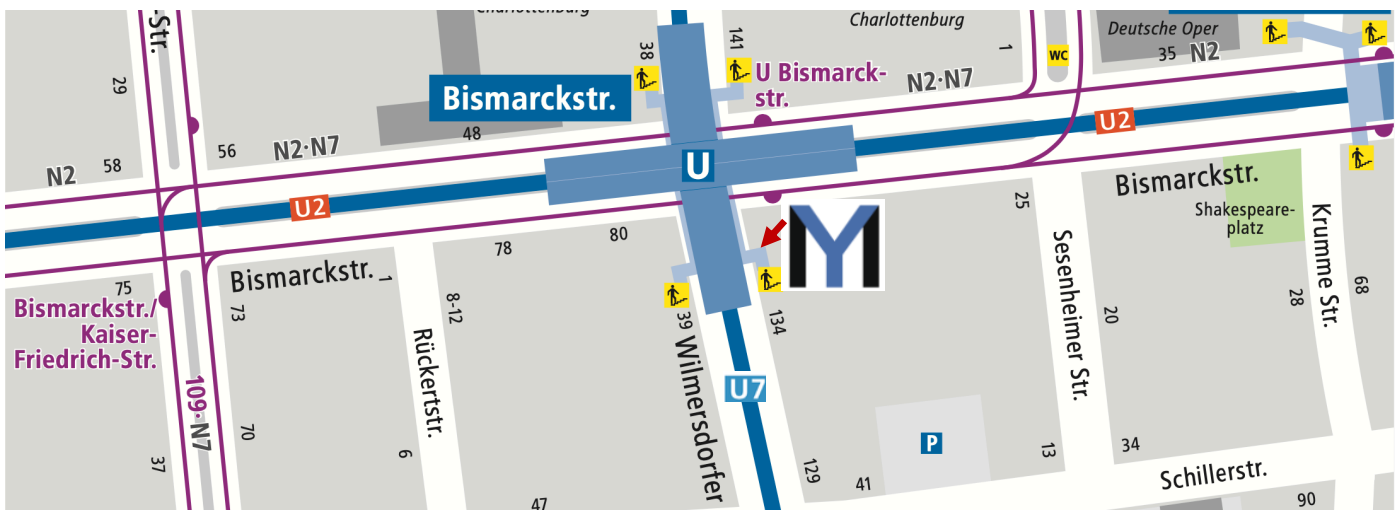 -Str.
Charlottenburg
Charlottenburg
Deutsche Oper
35
N2
38
141
1
WC
29
U Bismarck-
str.
N2·N7
Bismarckstr.
U2
48
N2·N7
56
58
N2
U
U2
Bismarckstr.
Shakespeare-
platz
25
80
78
Bismarckstr.
1
75
73
Bismarckstr./
Kaiser-
Friedrich-Str.
8-12
39
134
MY
Sesenheimer Str.
20
28
Krumme Str.
68
Rückertstr.
Wilmersdorfer
U7
109·N7
70
37
6
47
129
41
P
13
34
Schillerstr.
90